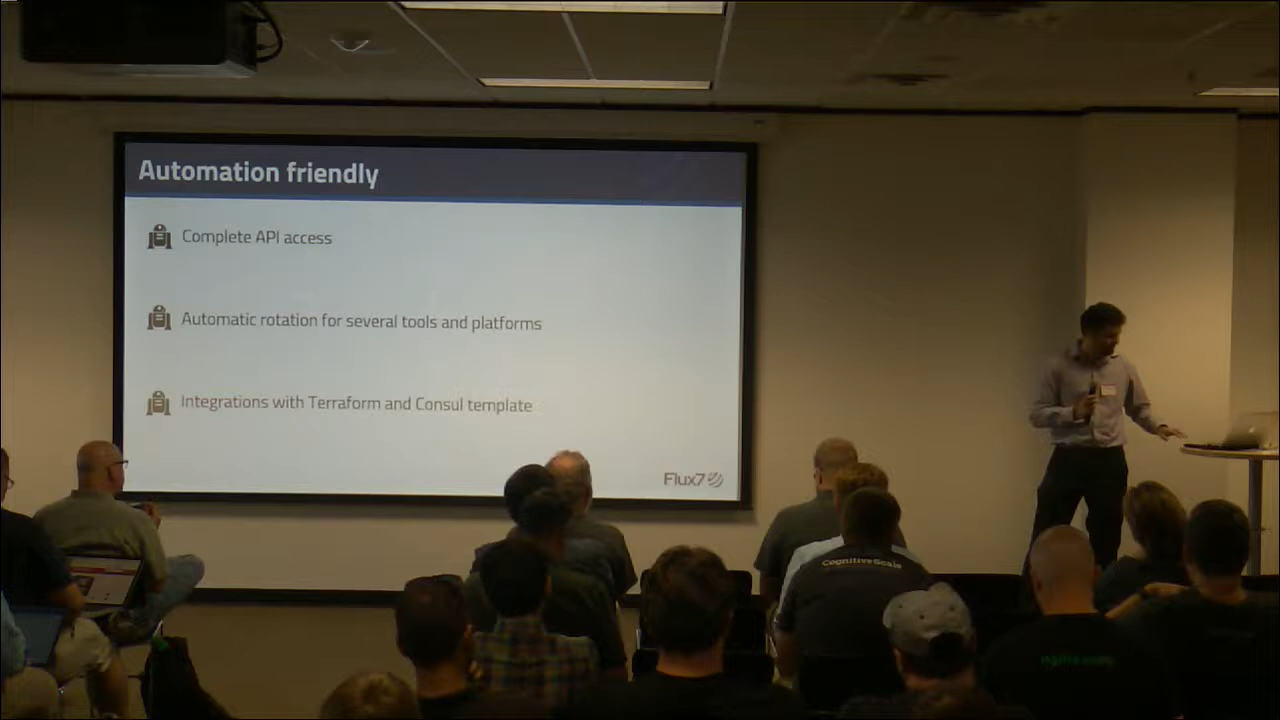 Automation friendly
Complete API access
Automatic rotation for several tools and platforms
Integrations with Terraform and Consul template
Flux7
CognitiveScale